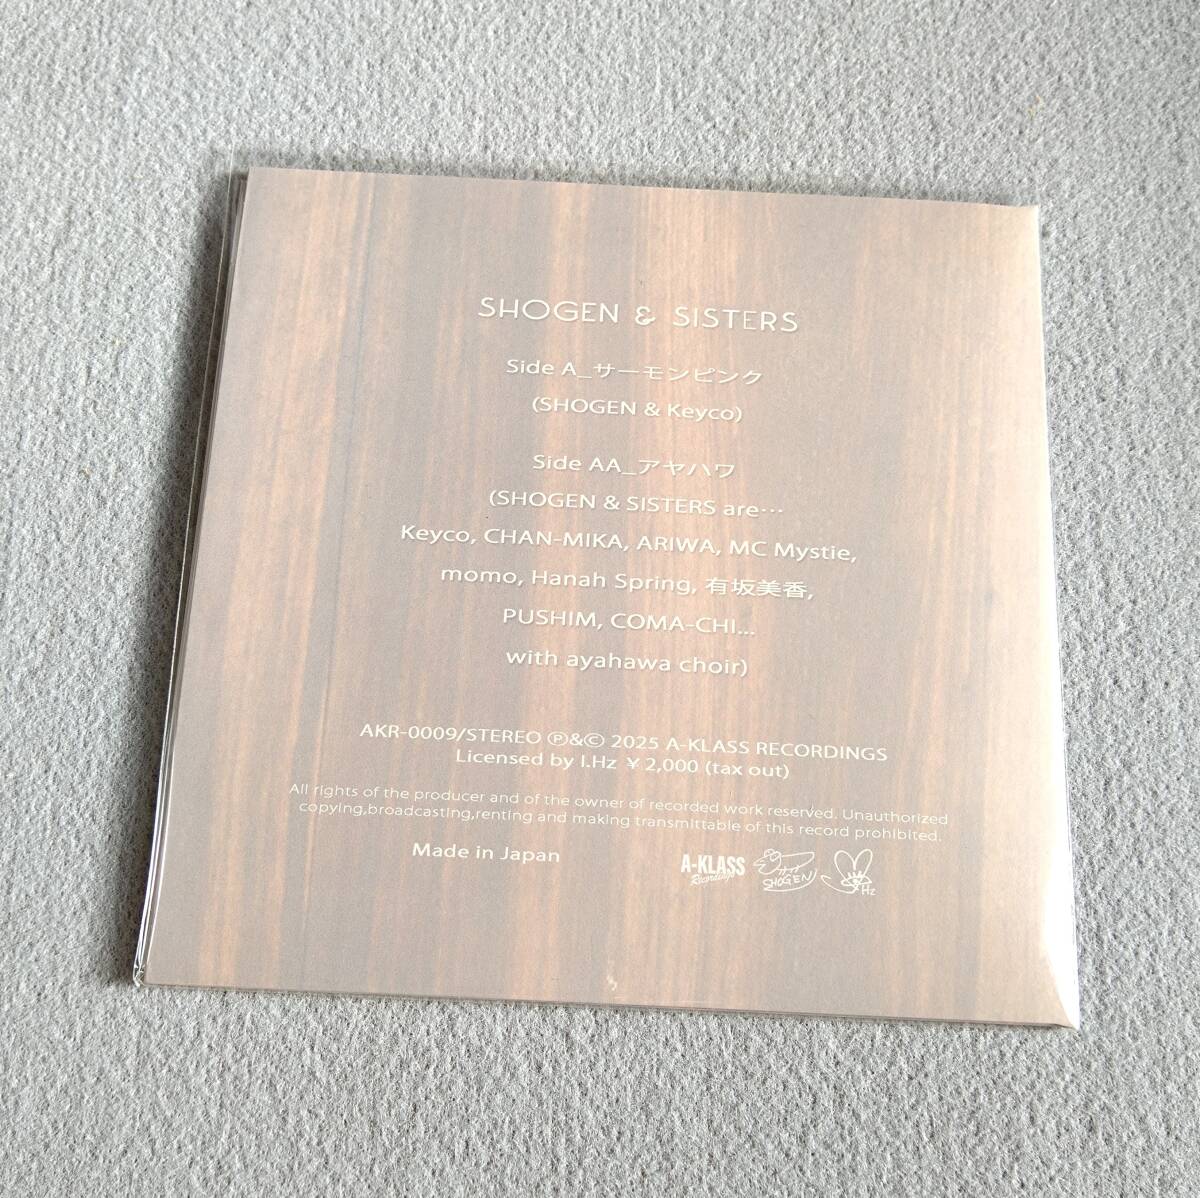 SHOGEN & SISTERS
Side A_サーモンピンク
(SHOGEN & Keyco)
Side AA_アヤハワ
(SHOGEN & SISTERS are…
Keyco, CHAN-MIKA, ARIWA, MC Mystie,
momo, Hanah Spring, 有坂美香,
PUSHIM, COMA-CHI...
with ayahawa choir)
AKR-0009/STEREO Ⓟ&© 2025 A-KLASS RECORDINGS
Licensed by I.Hz ￥2,000 (tax out)
All rights of the producer and of the owner of recorded work reserved. Unauthorized
copying,broadcasting,renting and making transmittable of this record prohibited.
Made in Japan
A-KLASS
Recordings
SHOGEN
Hz